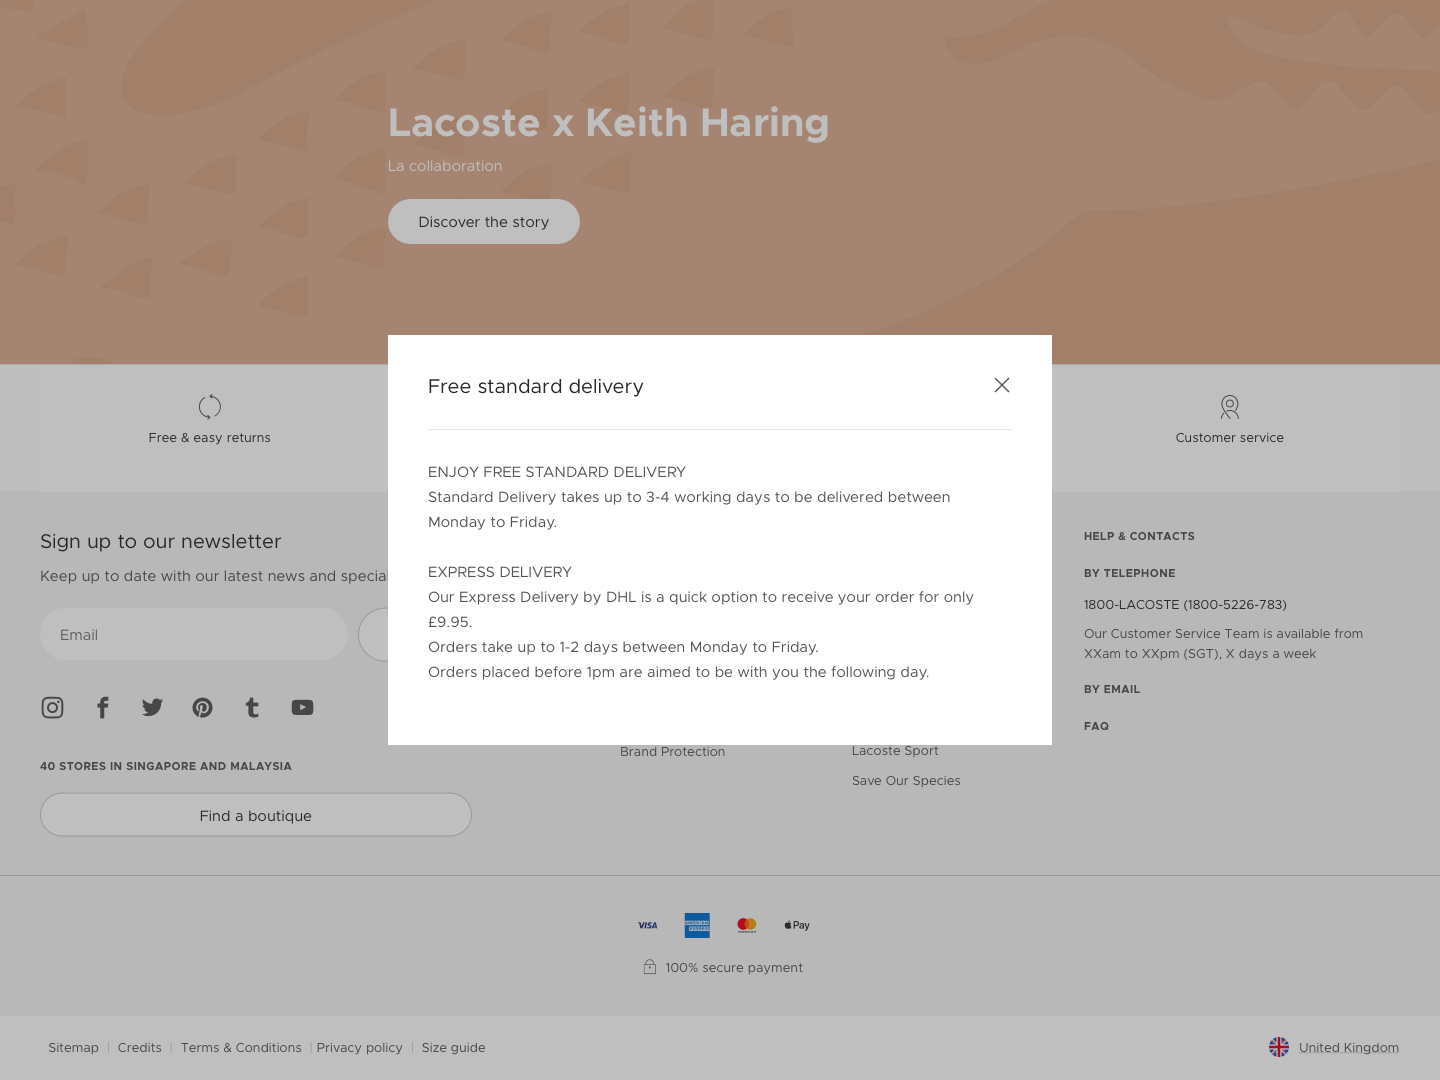 Lacoste x Keith Haring
La collaboration
Discover the story
Free standard delivery
ENJOY FREE STANDARD DELIVERY
Standard Delivery takes up to 3-4 working days to be delivered between
Monday to Friday.
EXPRESS DELIVERY
Our Express Delivery by DHL is a quick option to receive your order for only
£9.95.
Orders take up to 1-2 days between Monday to Friday.
Orders placed before 1pm are aimed to be with you the following day.
Free & easy returns
Customer service
Sign up to our newsletter
Keep up to date with our latest news and special
Email
40 STORES IN SINGAPORE AND MALAYSIA
Find a boutique
Brand Protection
Lacoste Sport
Save Our Species
HELP & CONTACTS
BY TELEPHONE
1800-LACOSTE (1800-5226-783)
Our Customer Service Team is available from
XXam to XXpm (SGT), X days a week
BY EMAIL
FAQ
VISA
AMERICAN EXPRESS
Pay
100% secure payment
Sitemap | Credits | Terms & Conditions | Privacy policy | Size guide
United Kingdom